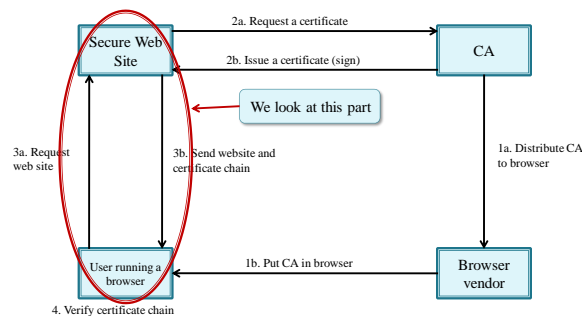 2a. Request a certificate
Secure Web
Site
CA
2b. Issue a certificate (sign)
We look at this part
3a. Request
web site
3b. Send website and
certificate chain
1a. Distribute CA
to browser
User running a
browser
1b. Put CA in browser
Browser
vendor
4. Verify certificate chain